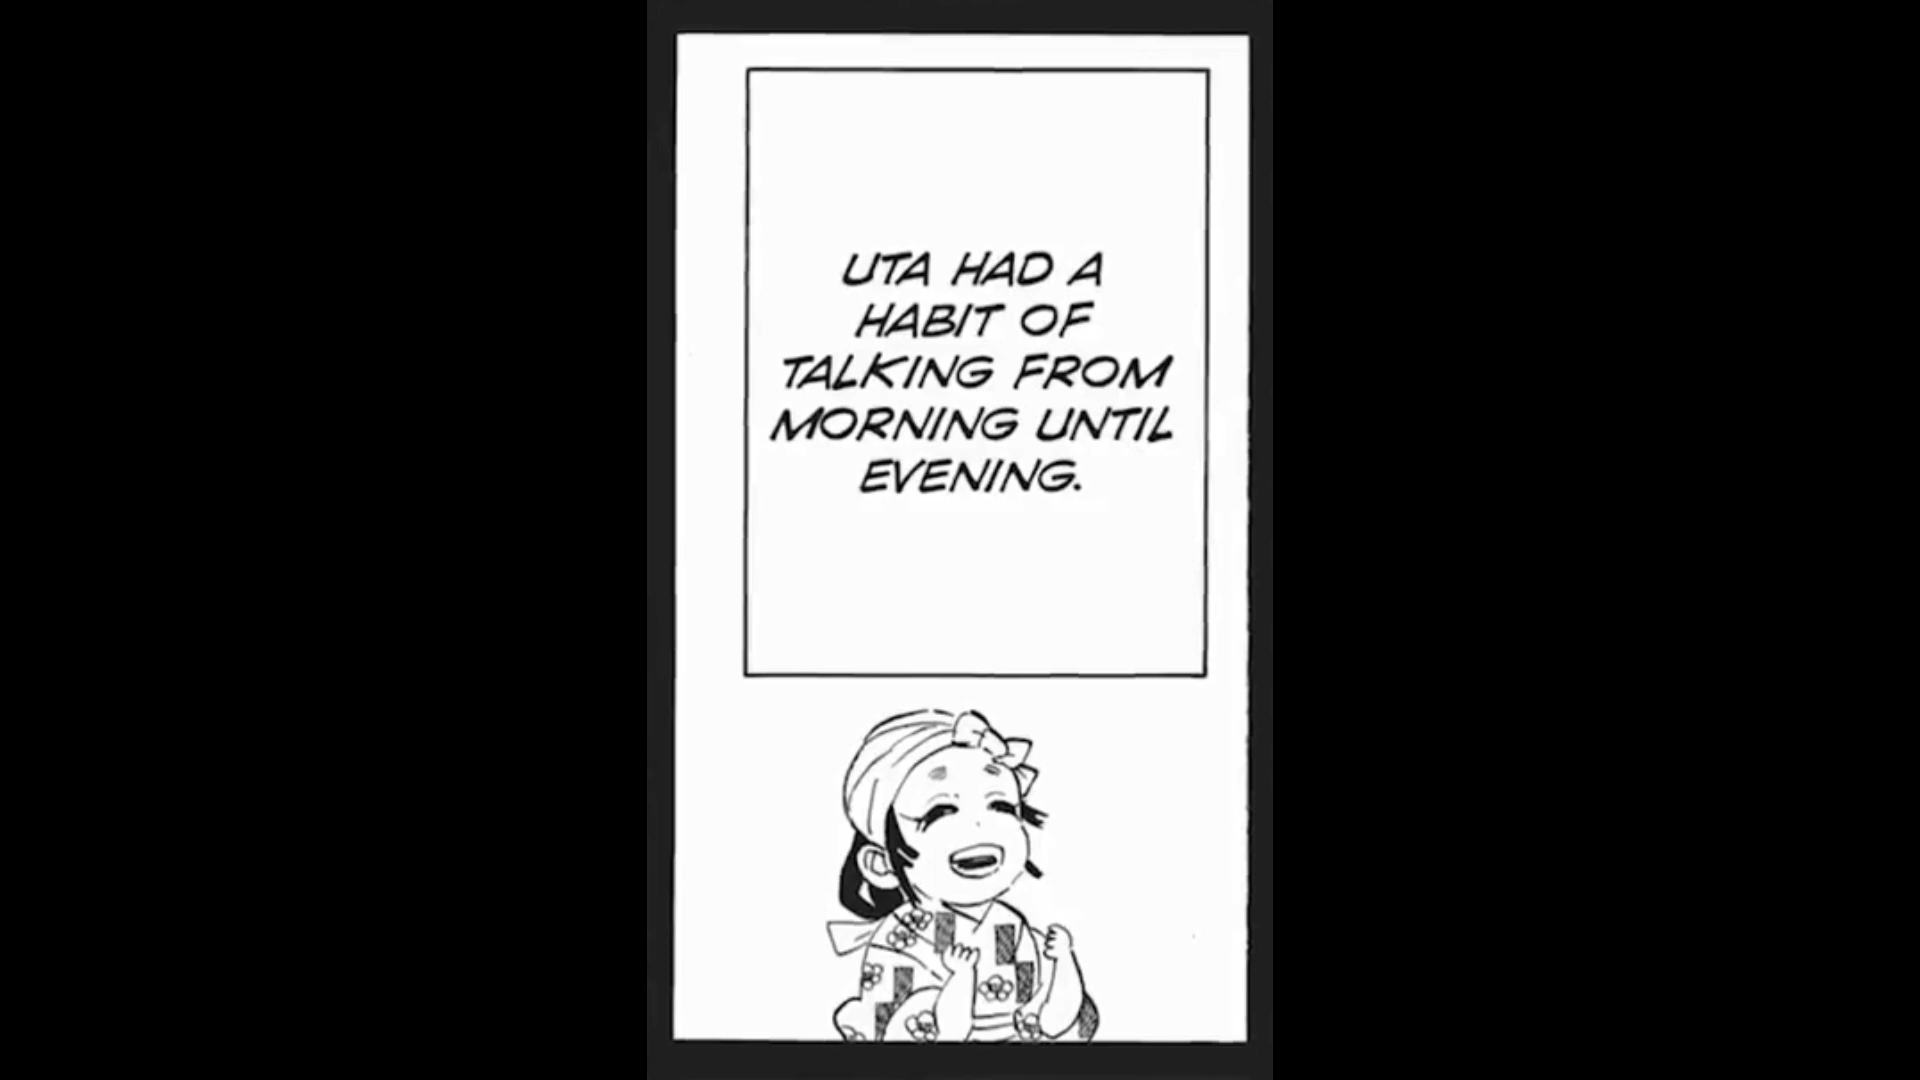 UTA HAD A
HABIT OF
TALKING FROM
MORNING UNTIL
EVENING.